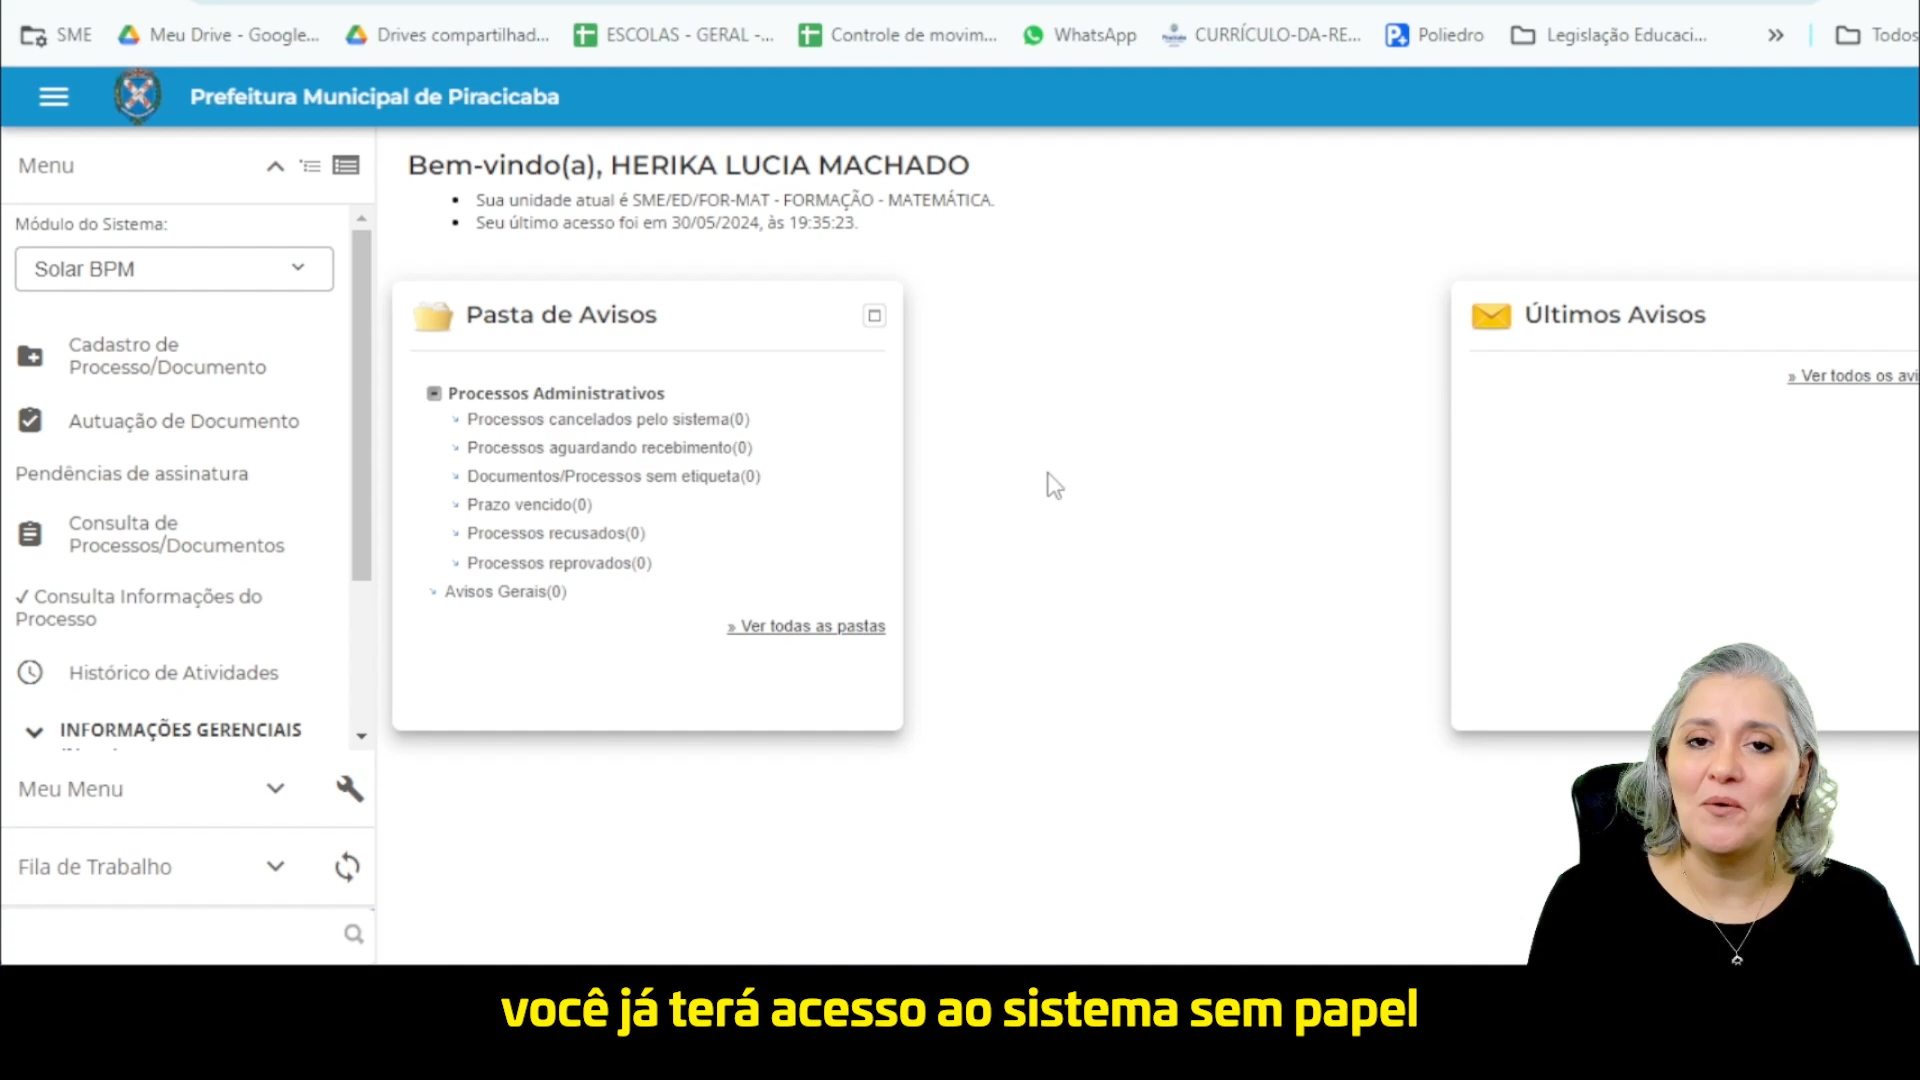 SME
Meu Drive - Google...
Drives compartilhad...
ESCOLAS - GERAL -...
Controle de movim...
WhatsApp
CURRÍCULO-DA-RE...
Poliedro
Legislação Educaci...
»
Todos
Prefeitura Municipal de Piracicaba
Menu
Módulo do Sistema:
Solar BPM
Cadastro de
Processo/Documento
Autuação de Documento
Pendências de assinatura
Consulta de
Processos/Documentos
✓ Consulta Informações do
Processo
Histórico de Atividades
INFORMAÇÕES GERENCIAIS
Meu Menu
Fila de Trabalho
Bem-vindo(a), HERIKA LUCIA MACHADO
• Sua unidade atual é SME/ED/FOR-MAT - FORMAÇÃO - MATEMÁTICA.
• Seu último acesso foi em 30/05/2024, às 19:35:23.
Pasta de Avisos
Processos Administrativos
Processos cancelados pelo sistema(0)
Processos aguardando recebimento(0)
Documentos/Processos sem etiqueta(0)
Prazo vencido(0)
Processos recusados(0)
Processos reprovados(0)
Avisos Gerais(0)
» Ver todas as pastas
Últimos Avisos
» Ver todos os avi
você já terá acesso ao sistema sem papel